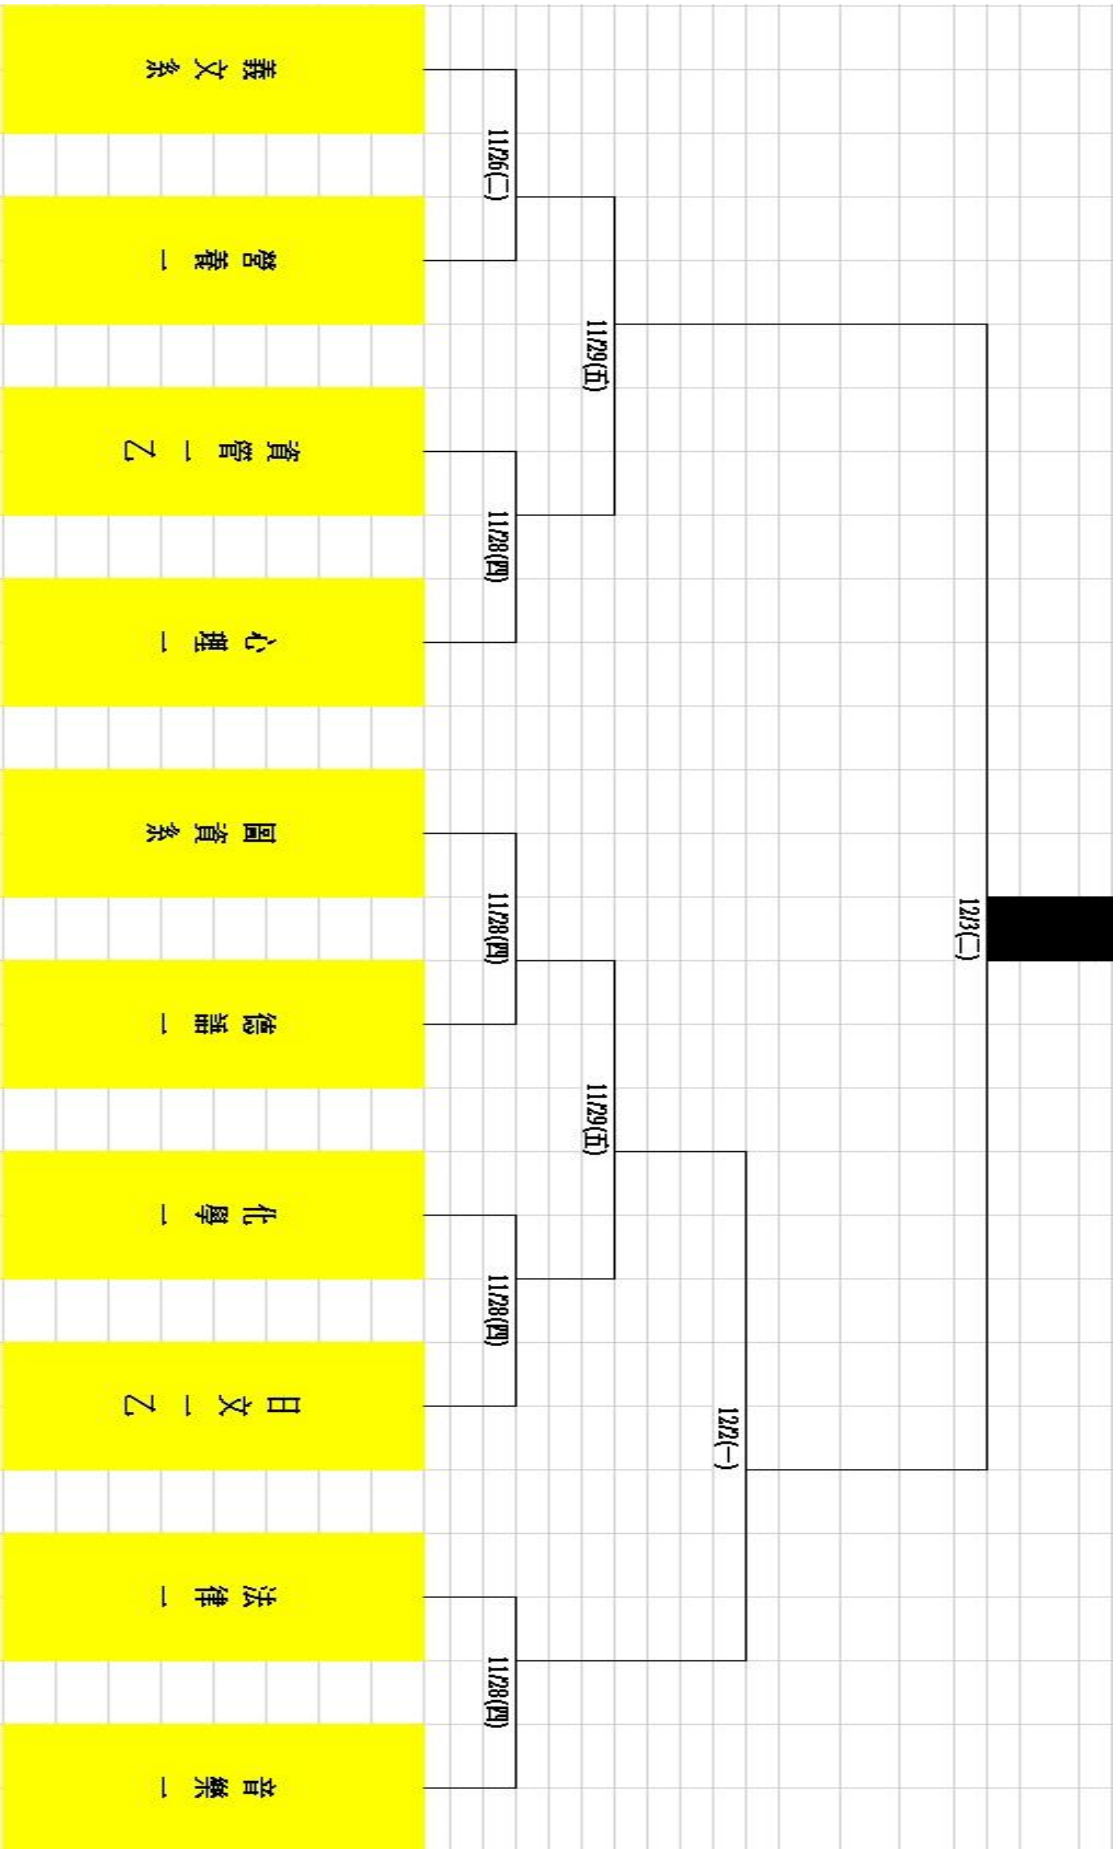 12/3(二)
12/2(一)
11/29(五)
11/29(五)
11/26(二)
11/28(四)
11/28(四)
11/28(四)
11/28(四)
義文系
營養一
資管一乙
心理一
圖資系
德語一
化學一
日文一乙
法律一
音樂一